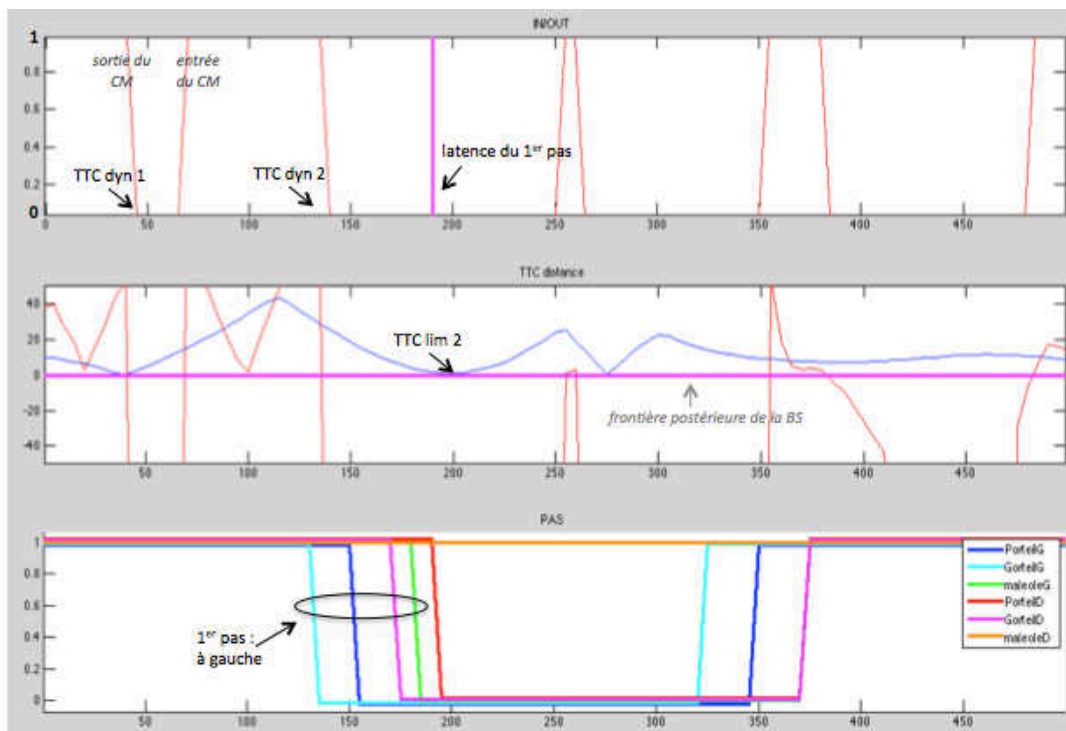 IN/OUT
1
0.8
0.6
0.4
0.2
0
sortie du
CM
entrée
du CM
TTC dyn 1
TTC dyn 2
latence du 1er pas
0 50 100 150 200 250 300 350 400 450
TTC distance
40
20
0
-20
-40
TTC lim 2
frontière postérieure de la BS
50 100 150 200 250 300 350 400 450
PAS
1
0.8
0.6
0.4
0.2
0
1er pas :
à gauche
PorteilG
GorteilG
maleoleG
PorteilD
GorteilD
maleoleD
50 100 150 200 250 300 350 400 450